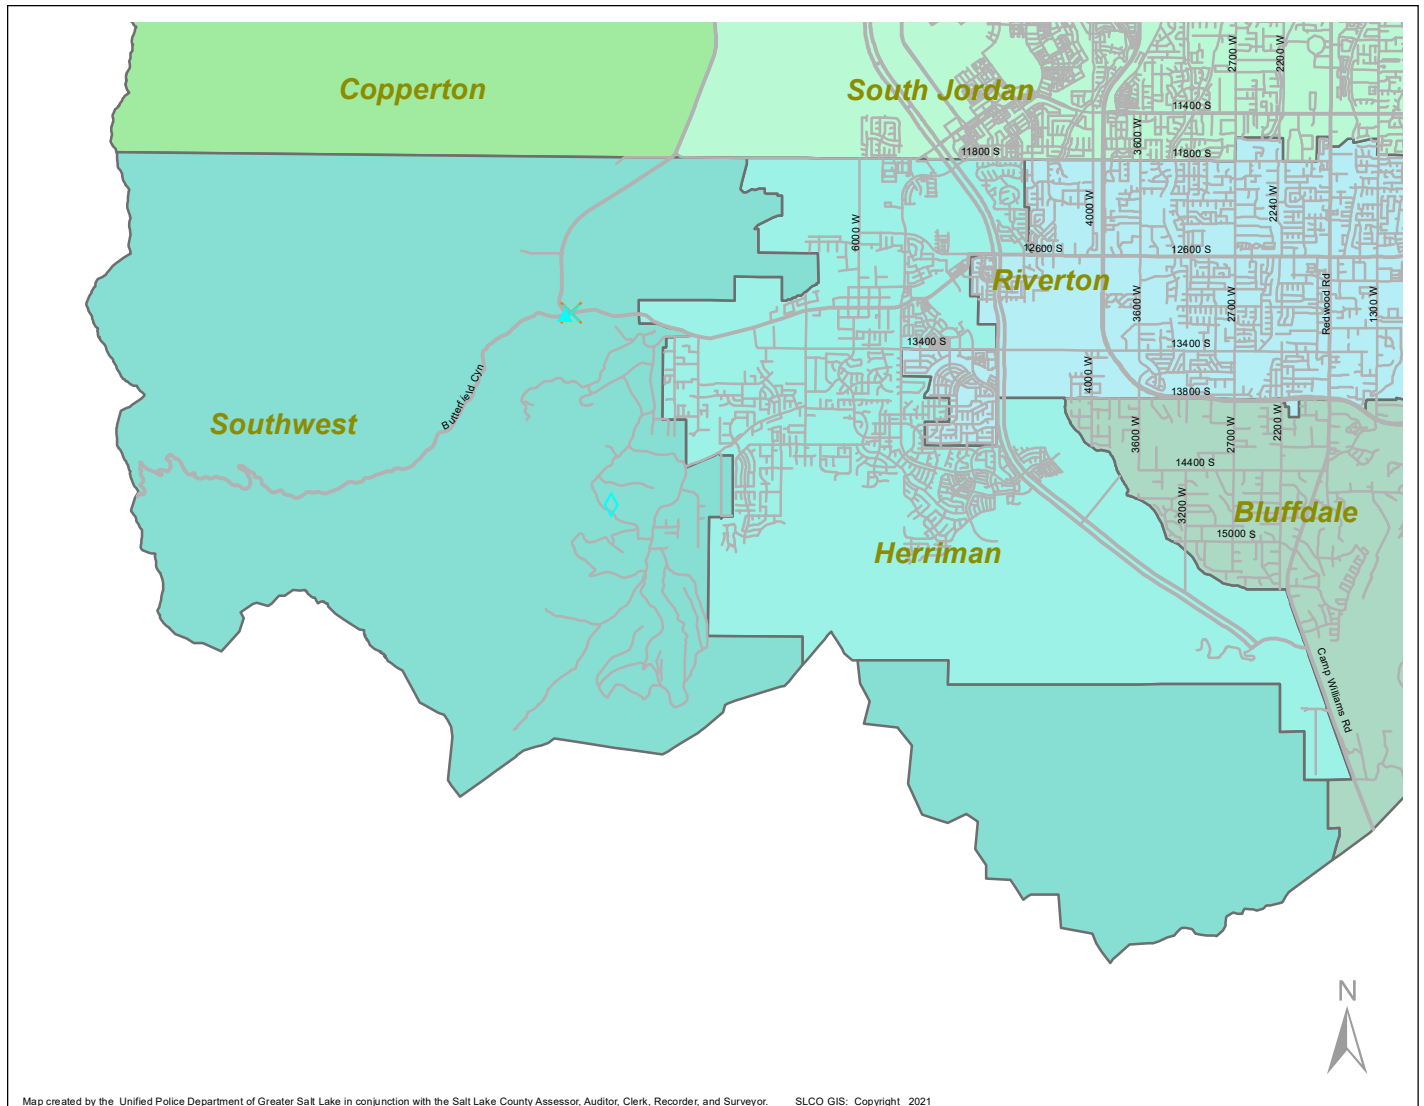 2700 W
2200 W
Copperton
South Jordan
11400 S
3600 W
11800 S
11800 S
4000 W
2240 W
6000 W
12600 S
12600 S
Riverton
Redwood Rd
3600 W
2700 W
1300 W
13400 S
13400 S
4000 W
13800 S
Butterfield Cyn
Southwest
3600 W
2700 W
2200 W
14400 S
3200 W
Bluffdale
15000 S
Herriman
Camp Williams Rd
N
Map created by the Unified Police Department of Greater Salt Lake in conjunction with the Salt Lake County Assessor, Auditor, Clerk, Recorder, and Surveyor. SLCO GIS: Copyright 2021